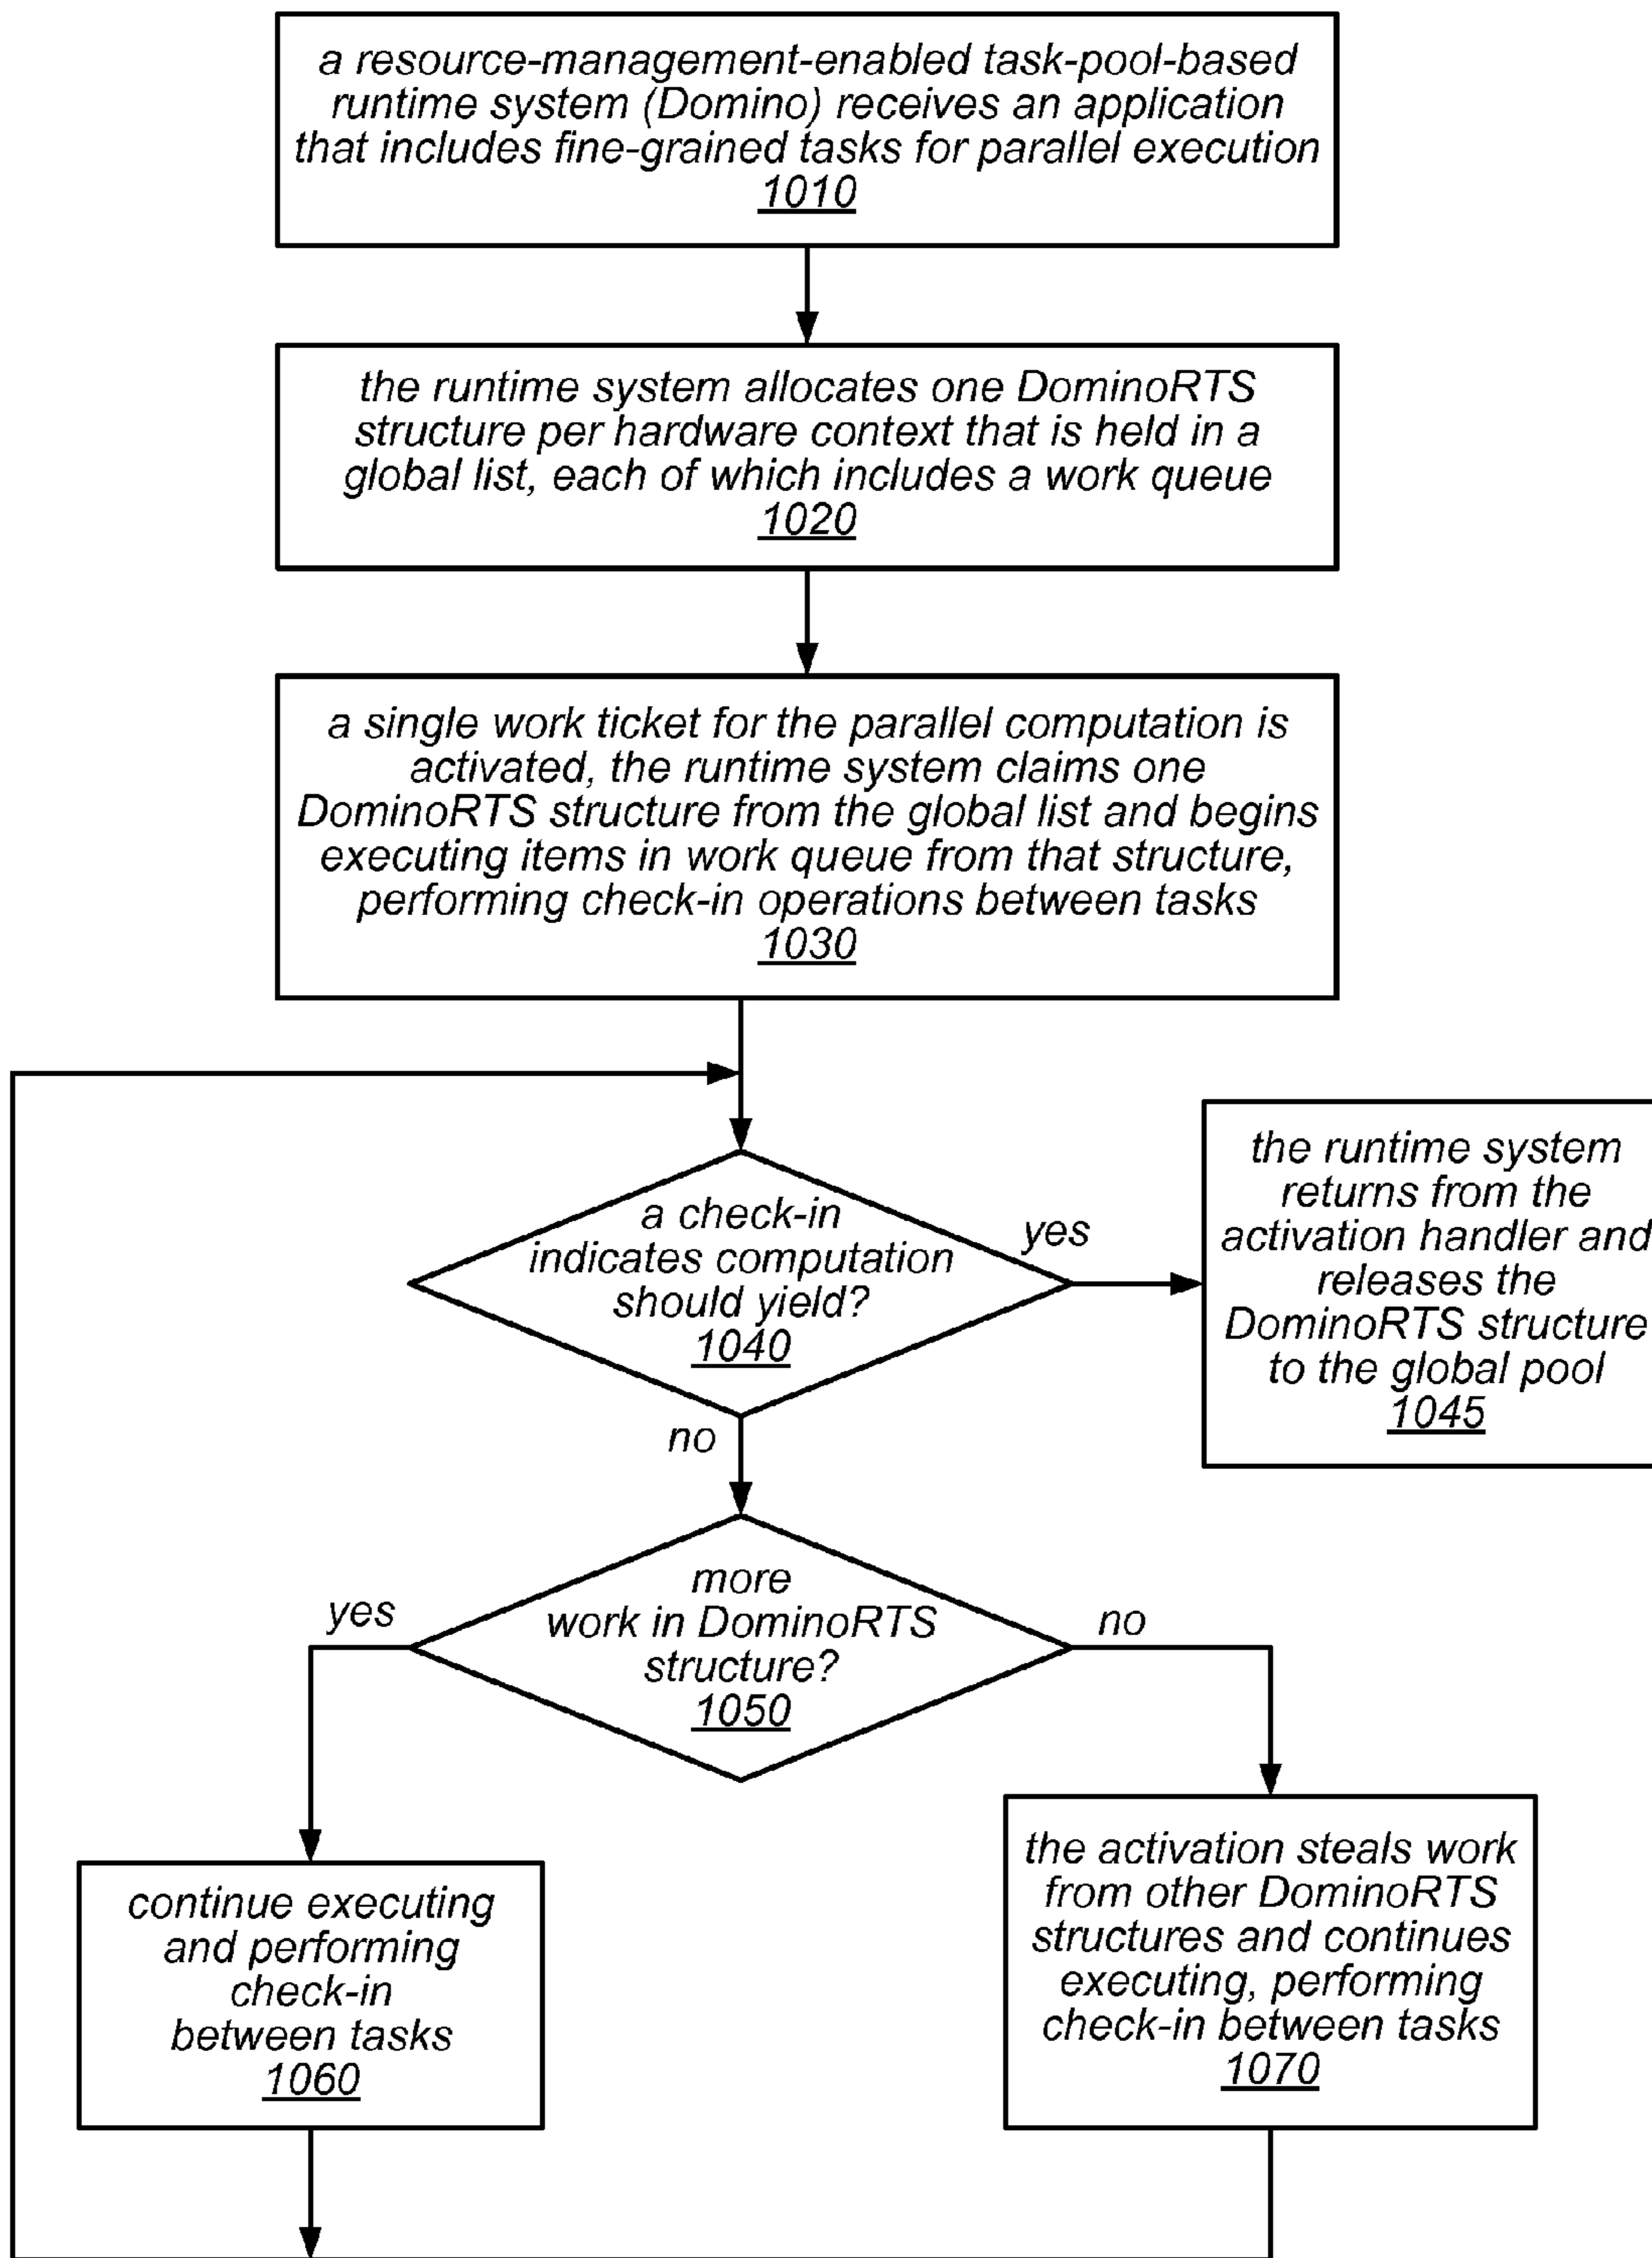 a resource-management-enabled task-pool-based
runtime system (Domino) receives an application
that includes fine-grained tasks for parallel execution
1010
the runtime system allocates one DominoRTS
structure per hardware context that is held in a
global list, each of which includes a work queue
1020
a single work ticket for the parallel computation is
activated, the runtime system claims one
DominoRTS structure from the global list and begins
executing items in work queue from that structure,
performing check-in operations between tasks
1030
a check-in
indicates computation
should yield?
1040
yes
the runtime system
returns from the
activation handler and
releases the
DominoRTS structure
to the global pool
1045
no
more
work in DominoRTS
structure?
1050
yes
no
continue executing
and performing
check-in
between tasks
1060
the activation steals work
from other DominoRTS
structures and continues
executing, performing
check-in between tasks
1070